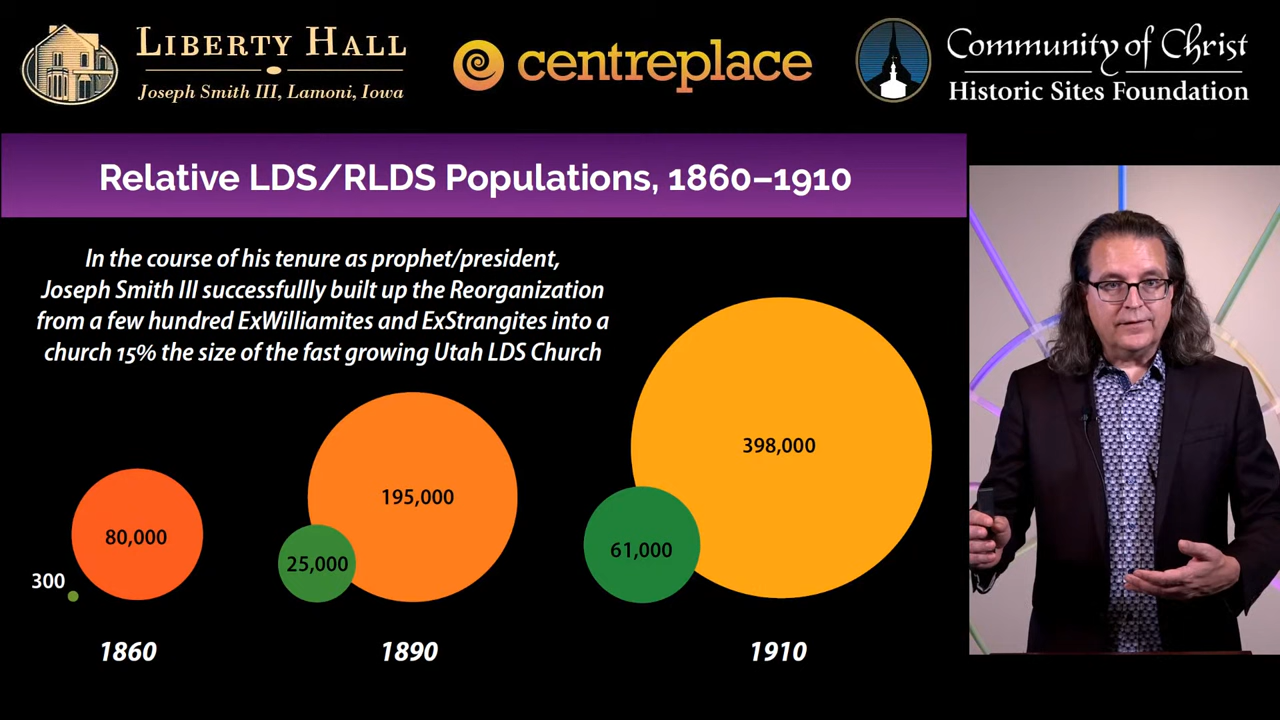 LIBERTY HALL
Joseph Smith III, Lamoni, Iowa
centreplace
Community of Christ
Historic Sites Foundation
Relative LDS/RLDS Populations, 1860–1910
In the course of his tenure as prophet/president,
Joseph Smith III successfullly built up the Reorganization
from a few hundred ExWilliamites and ExStrangites into a
church 15% the size of the fast growing Utah LDS Church
300
80,000
1860
25,000
195,000
1890
61,000
398,000
1910